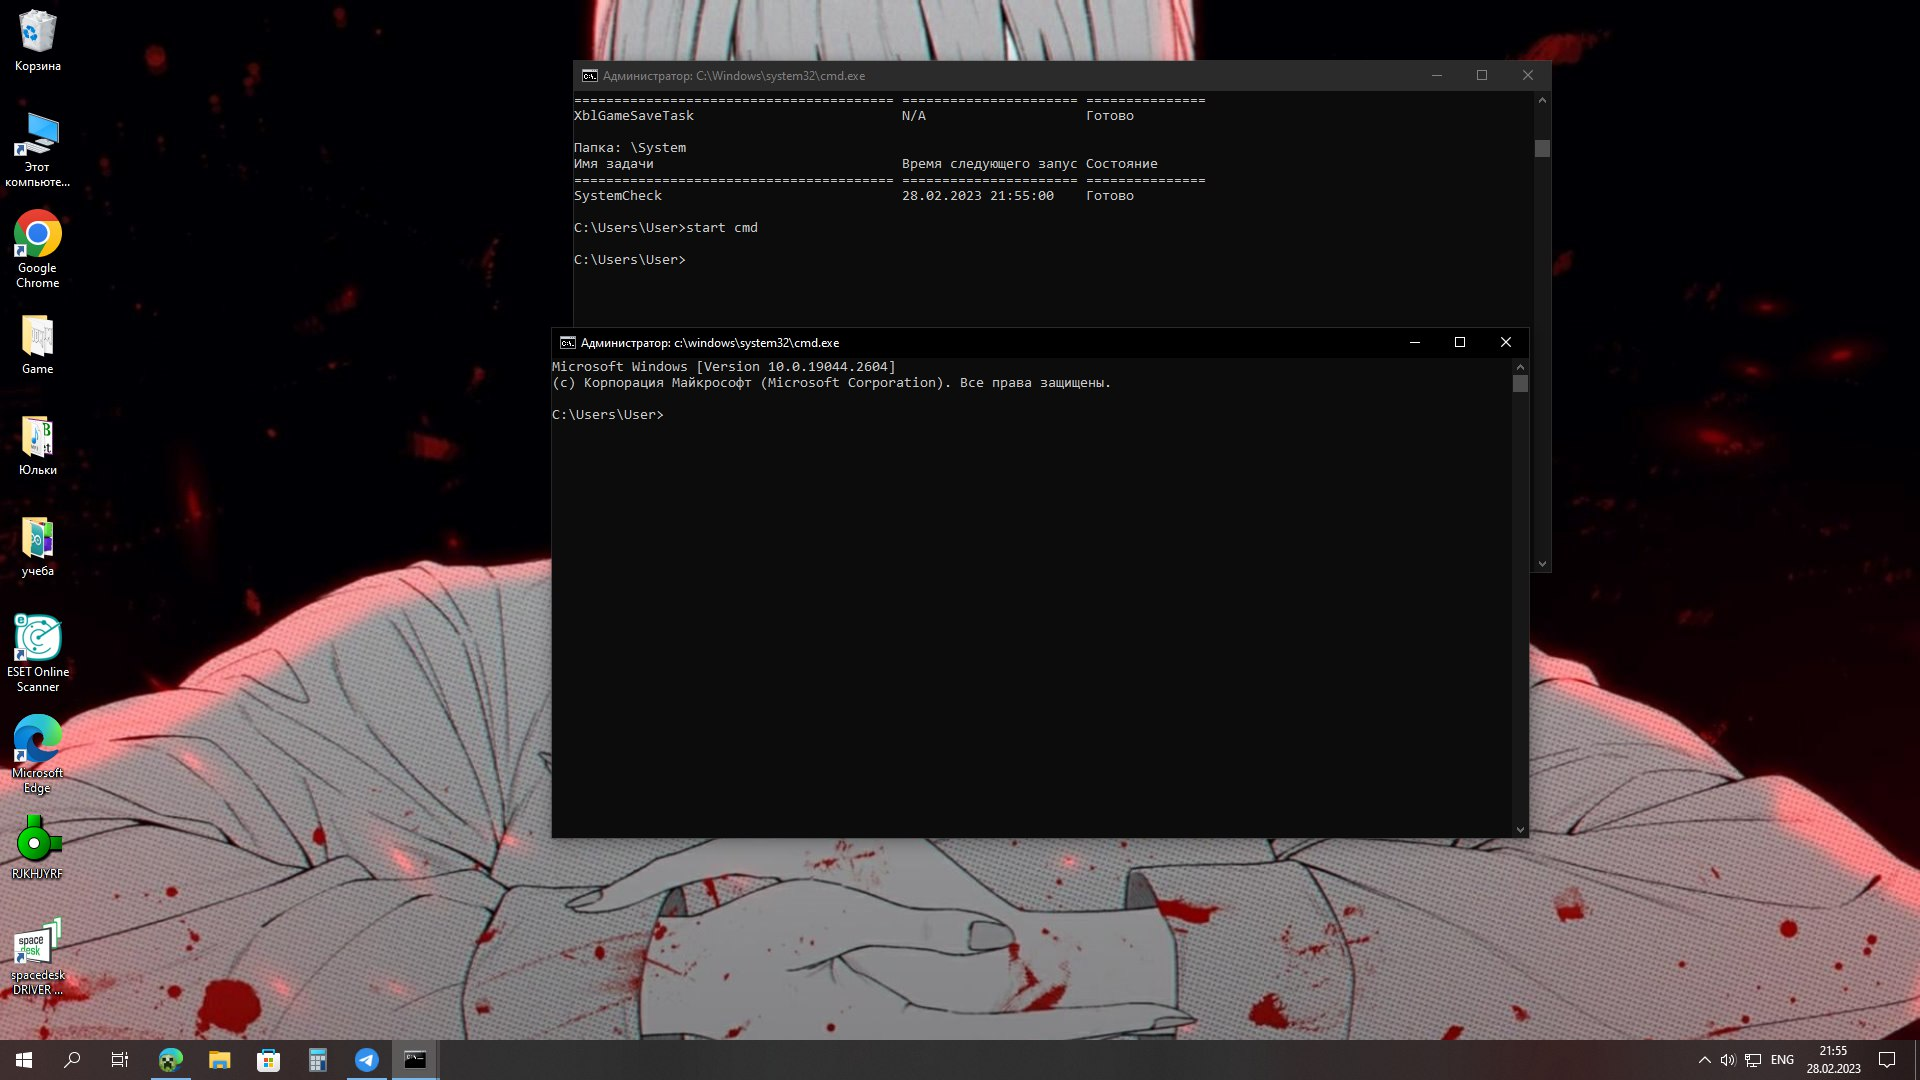 Корзина
Этот
компьюте...
Google
Chrome
Game
Юльки
учеба
ESET Online
Scanner
Microsoft
Edge
RJKHJYRF
space
desk
spacedesk
DRIVER ...
Администратор: C:\Windows\system32\cmd.exe
======================================== ====================== ===============
XblGameSaveTask N/A Готово
Папка: \System
Имя задачи Время следующего запус Состояние
======================================== ====================== ===============
SystemCheck 28.02.2023 21:55:00 Готово
C:\Users\User>start cmd
C:\Users\User>
Администратор: c:\windows\system32\cmd.exe
Microsoft Windows [Version 10.0.19044.2604]
(c) Корпорация Майкрософт (Microsoft Corporation). Все права защищены.
C:\Users\User>
ENG
21:55
28.02.2023